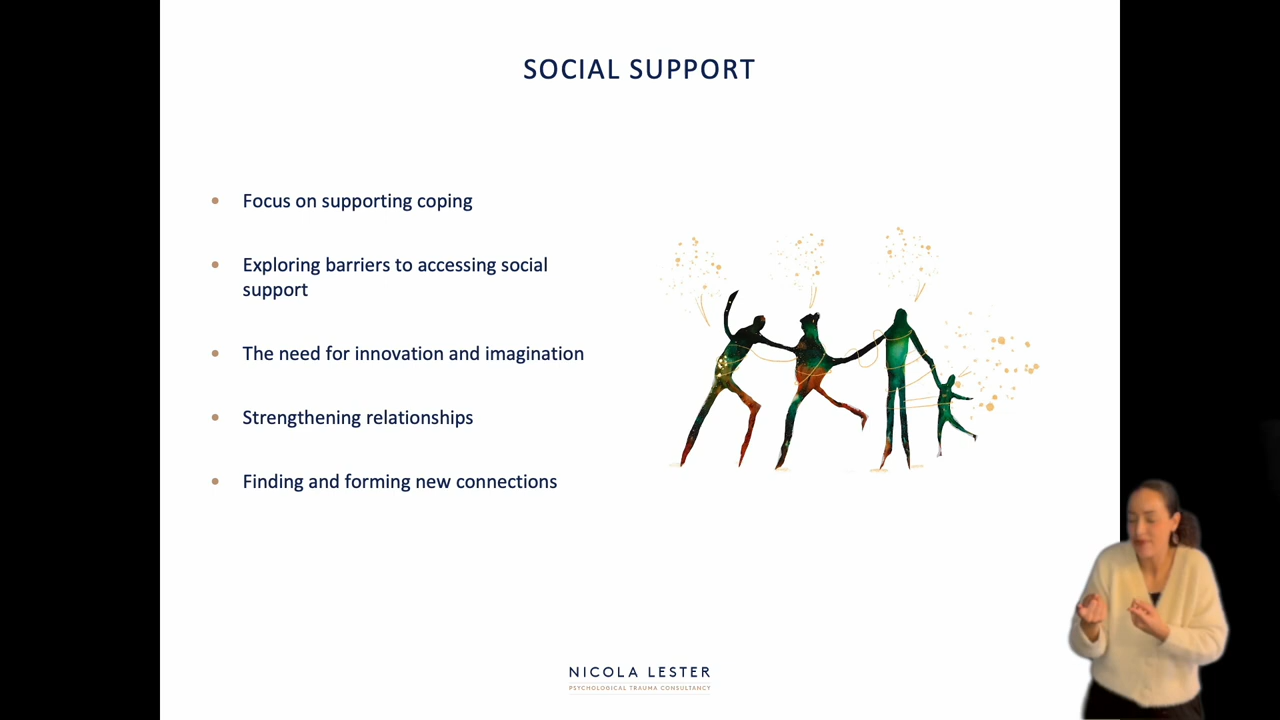 SOCIAL SUPPORT
• Focus on supporting coping
• Exploring barriers to accessing social
support
• The need for innovation and imagination
• Strengthening relationships
• Finding and forming new connections
NICOLA LESTER
PSYCHOLOGICAL TRAUMA CONSULTANCY